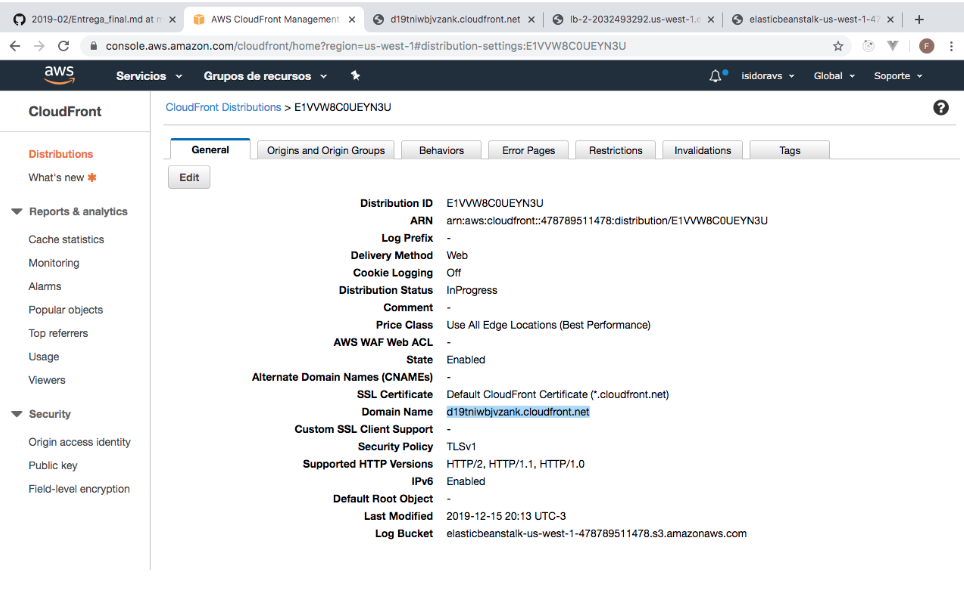 2019-02/Entrega_final.md at m
AWS CloudFront Management
d19tniwbjvzank.cloudfront.net
lb-2-2032493292.us-west-1.e
elasticbeanstalk-us-west-1-47
console.aws.amazon.com/cloudfront/home?region=us-west-1#distribution-settings:E1VVW8C0UEYN3U
F
aws
Servicios
Grupos de recursos
isidoravs
Global
Soporte
CloudFront
CloudFront Distributions > E1VVW8C0UEYN3U
?
Distributions
What's new
Reports & analytics
Cache statistics
Monitoring
Alarms
Popular objects
Top referrers
Usage
Viewers
Security
Origin access identity
Public key
Field-level encryption
General
Origins and Origin Groups
Behaviors
Error Pages
Restrictions
Invalidations
Tags
Edit
Distribution ID E1VVW8C0UEYN3U
ARN arn:aws:cloudfront::478789511478:distribution/E1VVW8C0UEYN3U
Log Prefix -
Delivery Method Web
Cookie Logging Off
Distribution Status InProgress
Comment -
Price Class Use All Edge Locations (Best Performance)
AWS WAF Web ACL -
State Enabled
Alternate Domain Names (CNAMEs) -
SSL Certificate Default CloudFront Certificate (*.cloudfront.net)
Domain Name d19tniwbjvzank.cloudfront.net
Custom SSL Client Support -
Security Policy TLSv1
Supported HTTP Versions HTTP/2, HTTP/1.1, HTTP/1.0
IPv6 Enabled
Default Root Object -
Last Modified 2019-12-15 20:13 UTC-3
Log Bucket elasticbeanstalk-us-west-1-478789511478.s3.amazonaws.com